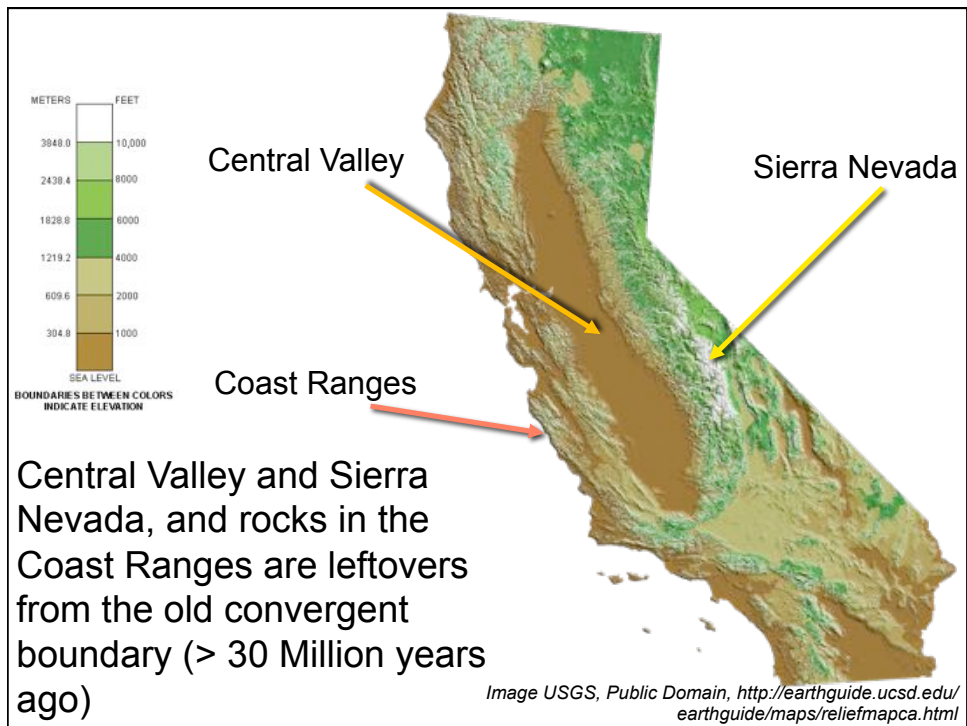 METERS FEET
3848.0 10,000
2438.4 8000
1828.8 6000
1219.2 4000
609.6 2000
304.8 1000
SEA LEVEL
BOUNDARIES BETWEEN COLORS
INDICATE ELEVATION
Central Valley
Sierra Nevada
Coast Ranges
Central Valley and Sierra
Nevada, and rocks in the
Coast Ranges are leftovers
from the old convergent
boundary (> 30 Million years
ago)
Image USGS, Public Domain, http://earthguide.ucsd.edu/
earthguide/maps/reliefmapca.html